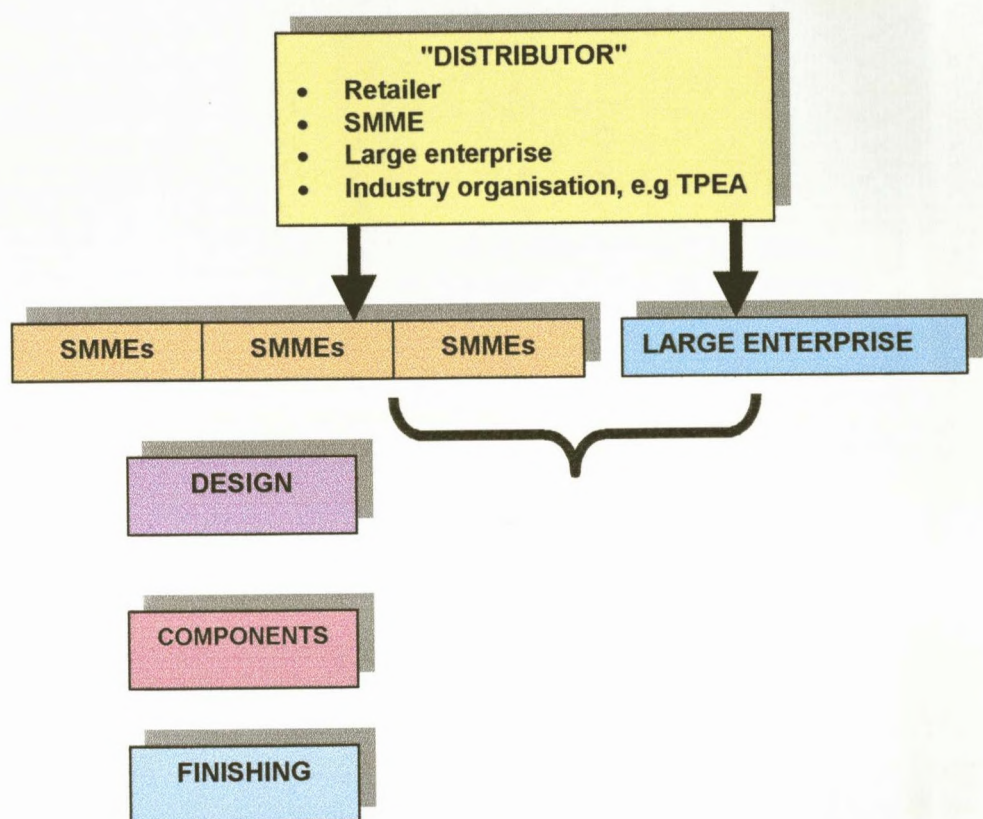 "DISTRIBUTOR"
• Retailer
• SMME
• Large enterprise
• Industry organisation, e.g TPEA
SMMEs SMMEs SMMEs LARGE ENTERPRISE
DESIGN
COMPONENTS
FINISHING